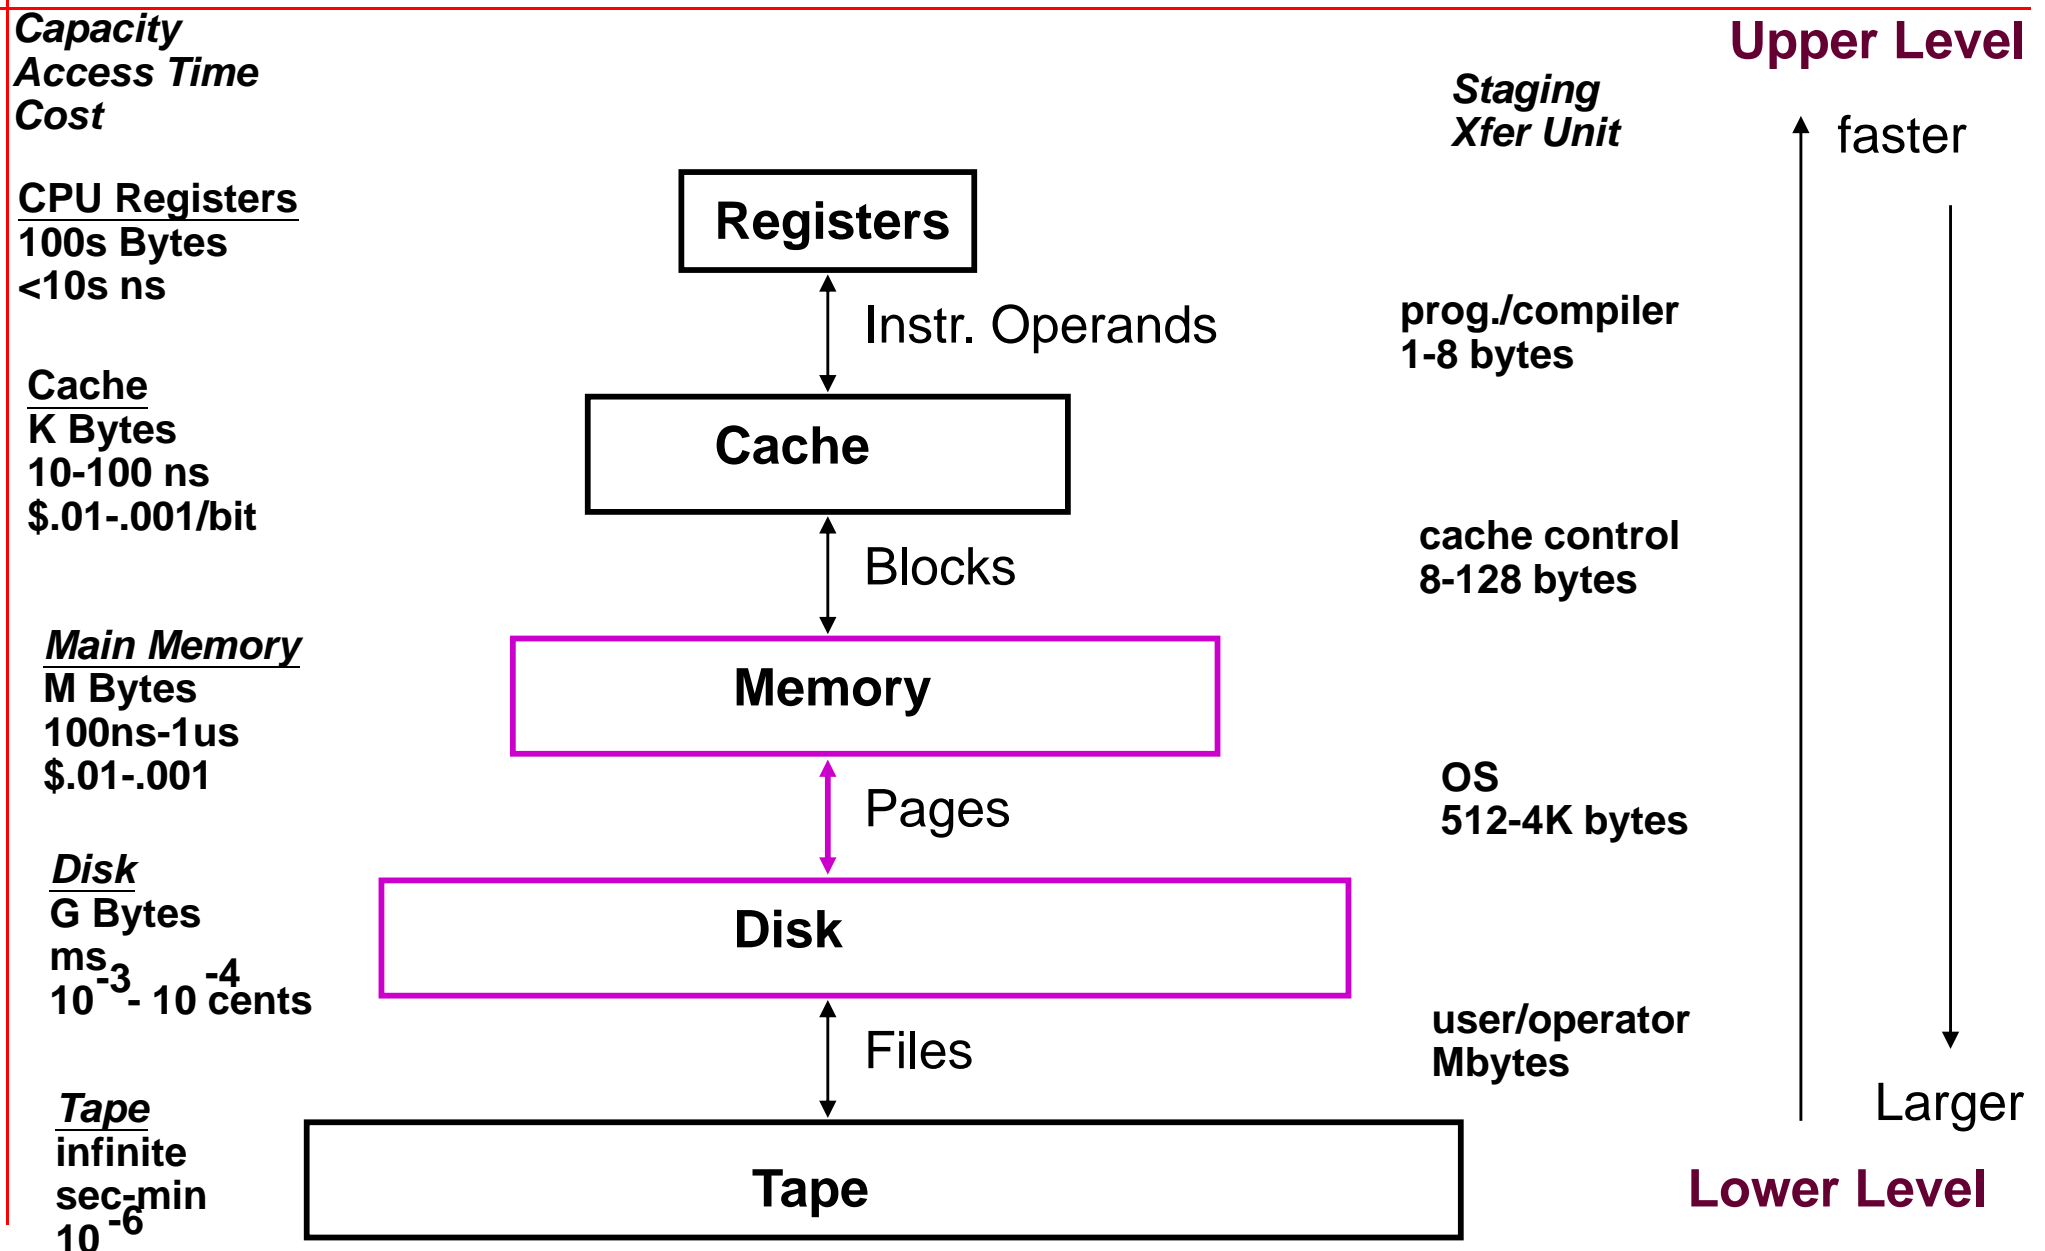 Capacity
Access Time
Cost
Upper Level
Staging
Xfer Unit
faster
CPU Registers
100s Bytes
<10s ns
Registers
Instr. Operands
prog./compiler
1-8 bytes
Cache
K Bytes
10-100 ns
$.01-.001/bit
Cache
Blocks
cache control
8-128 bytes
Main Memory
M Bytes
100ns-1us
$.01-.001
Memory
Pages
OS
512-4K bytes
Disk
G Bytes
ms
10⁻³ - 10⁻⁴ cents
Disk
Files
user/operator
Mbytes
Larger
Tape
infinite
sec-min
10⁻⁶
Tape
Lower Level